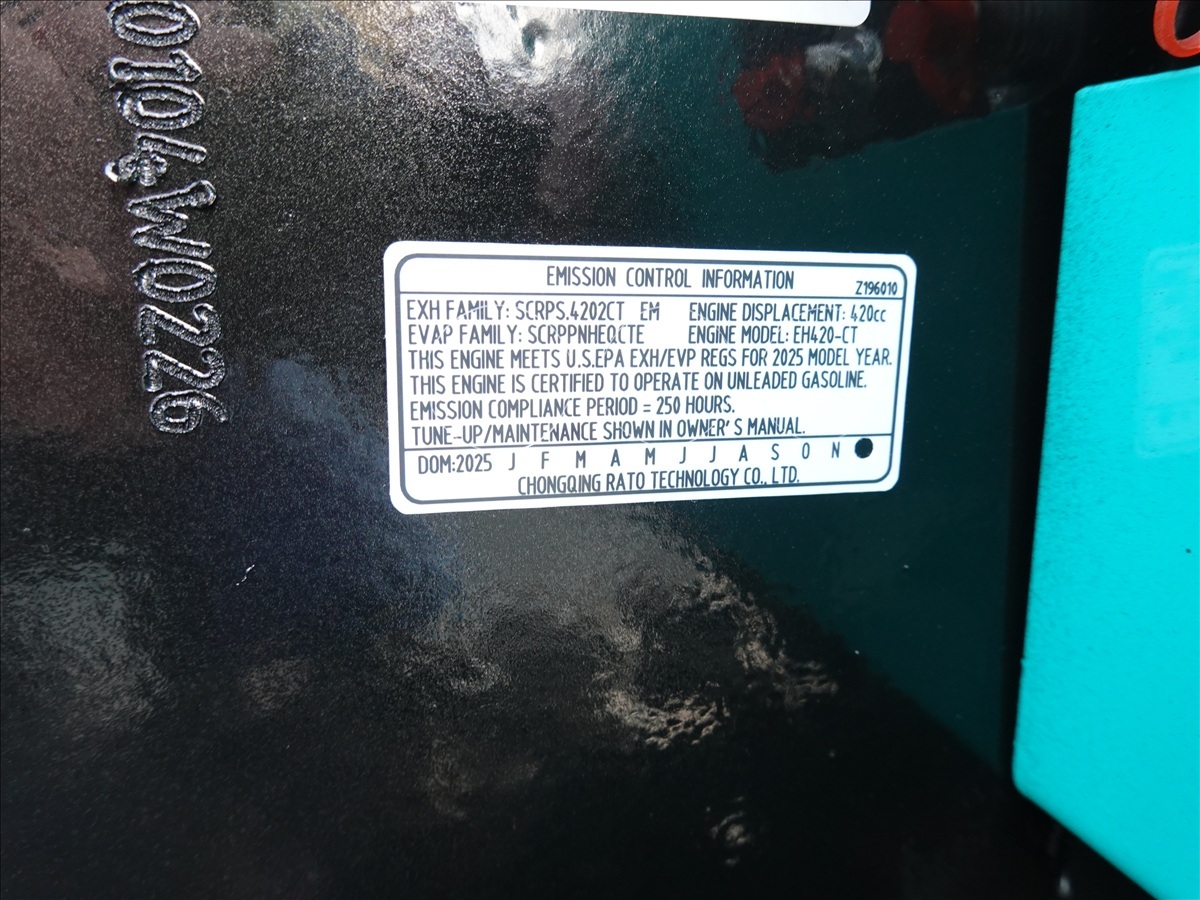 0104W0226
EMISSION CONTROL INFORMATION Z196010
EXH FAMILY: SCRPS.4202CT EM ENGINE DISPLACEMENT: 420cc
EVAP FAMILY: SCRPPNHEQCTE ENGINE MODEL: EH420-CT
THIS ENGINE MEETS U.S.EPA EXH/EVP REGS FOR 2025 MODEL YEAR.
THIS ENGINE IS CERTIFIED TO OPERATE ON UNLEADED GASOLINE.
EMISSION COMPLIANCE PERIOD = 250 HOURS.
TUNE-UP/MAINTENANCE SHOWN IN OWNER'S MANUAL.
DOM:2025 J F M A M J J A S O N
CHONGQING RATO TECHNOLOGY CO., LTD.